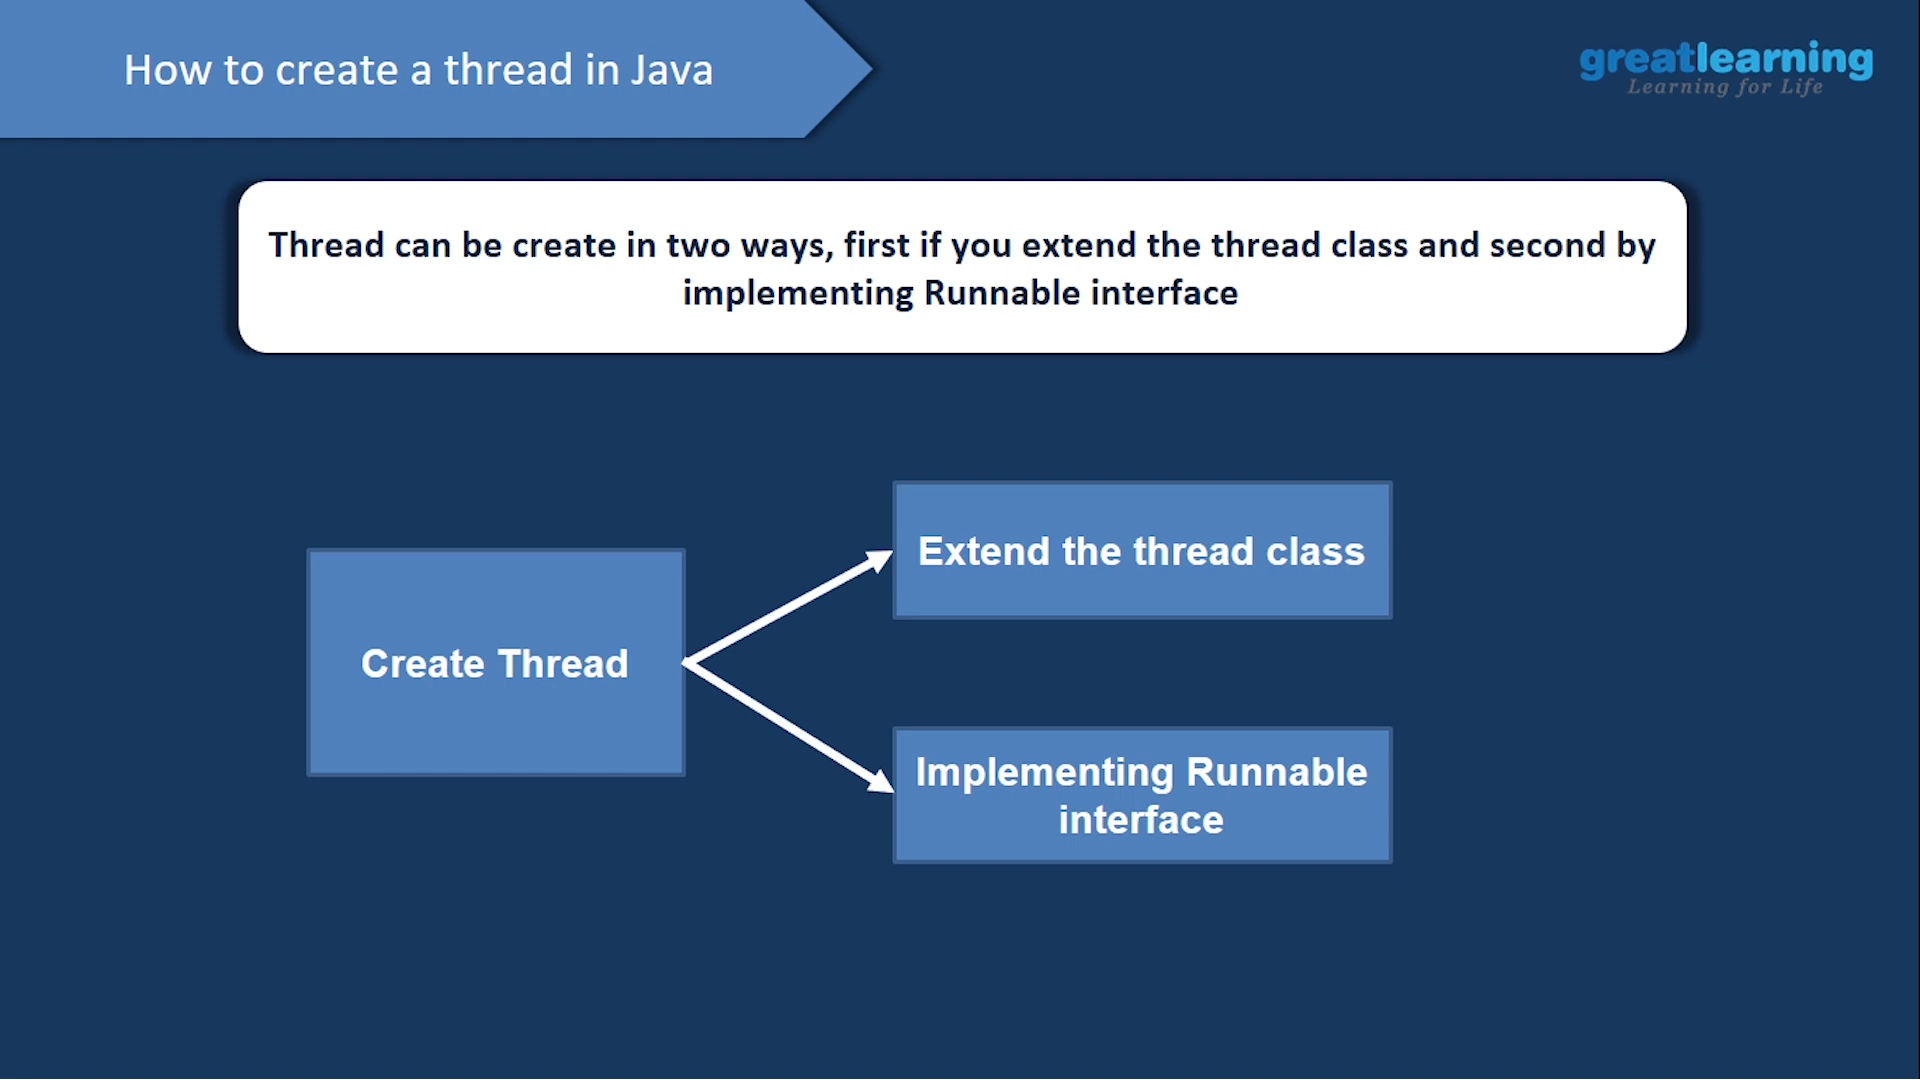 How to create a thread in Java
greatlearning
Learning for Life
Thread can be create in two ways, first if you extend the thread class and second by
implementing Runnable interface
Create Thread
Extend the thread class
Implementing Runnable
interface